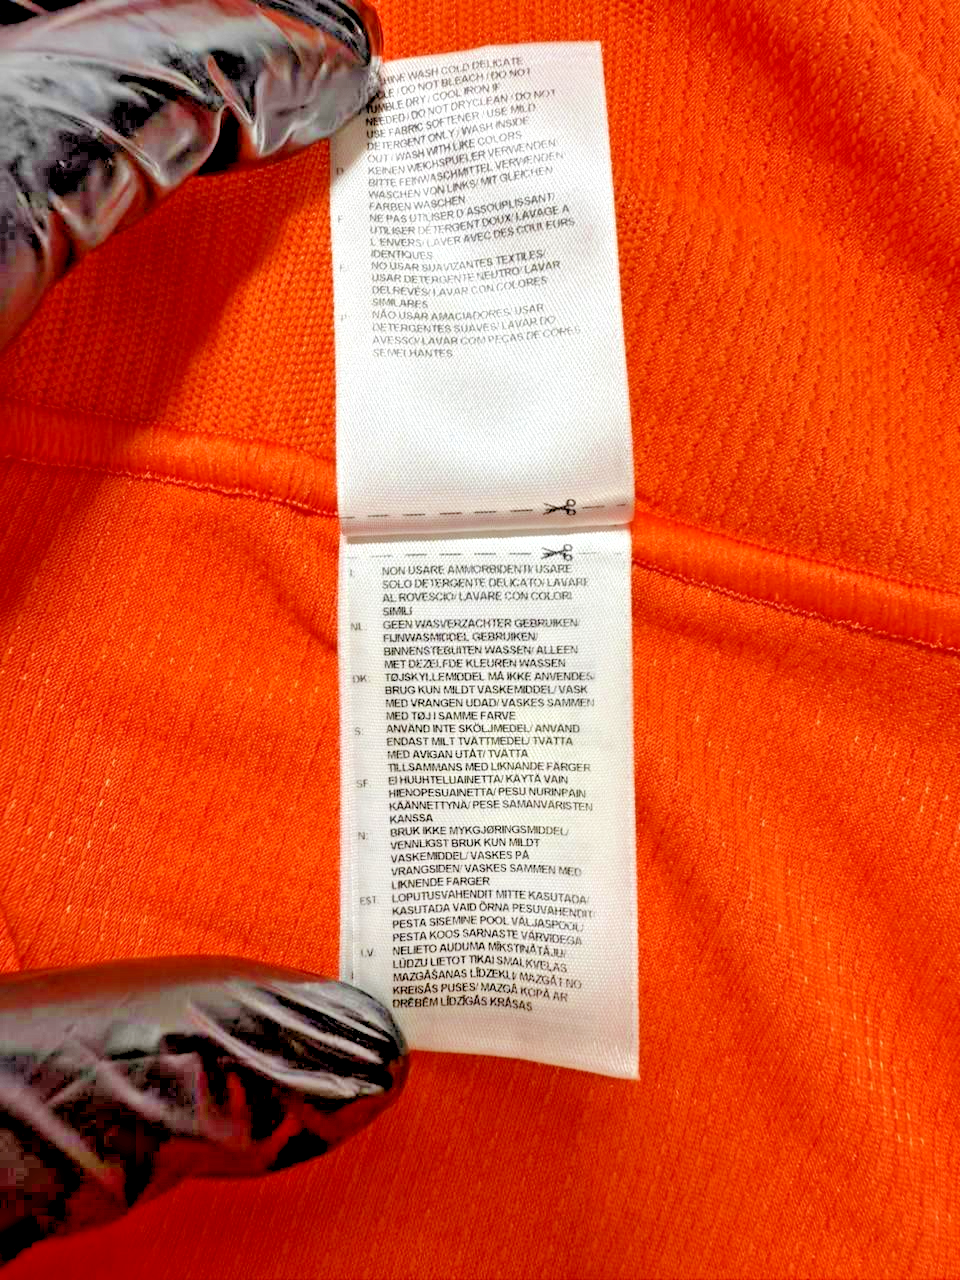 HINE WASH COLD DELICATE
CLE / DO NOT BLEACH / DO NOT
TUMBLE DRY / COOL IRON IF
NEEDED / DO NOT DRYCLEAN / DO NOT
USE FABRIC SOFTENER / USE MILD
DETERGENT ONLY / WASH INSIDE
OUT / WASH WITH LIKE COLORS
D: KEINEN WEICHSPUELER VERWENDEN
BITTE FEINWASCHMITTEL VERWENDEN
WASCHEN VON LINKS/ MIT GLEICHEN
FARBEN WASCHEN
F: NE PAS UTILISER D ASSOUPLISSANT/
UTILISER DETERGENT DOUX/ LAVAGE A
L'ENVERS/ LAVER AVEC DES COULEURS
IDENTIQUES
E: NO USAR SUAVIZANTES TEXTILES/
USAR DETERGENTE NEUTRO/ LAVAR
DEL REVÉS/ LAVAR CON COLORES
SIMILARES
P: NÃO USAR AMACIADORES/ USAR
DETERGENTES SUAVES/ LAVAR DO
AVESSO/ LAVAR COM PEÇAS DE CORES
SEMELHANTES
I: NON USARE AMMORBIDENTI/ USARE
SOLO DETERGENTE DELICATO/ LAVARE
AL ROVESCIO/ LAVARE CON COLORI
SIMILI
NL: GEEN WASVERZACHTER GEBRUIKEN/
FIJNWASMIDDEL GEBRUIKEN/
BINNENSTEBUITEN WASSEN/ ALLEEN
MET DEZELFDE KLEUREN WASSEN
DK: TØJSKYLLEMIDDEL MÅ IKKE ANVENDES/
BRUG KUN MILDT VASKEMIDDEL/ VASK
MED VRANGEN UDAD/ VASKES SAMMEN
MED TØJ I SAMME FARVE
S: ANVÄND INTE SKÖLJMEDEL/ ANVÄND
ENDAST MILT TVÄTTMEDEL/ TVÄTTA
MED AVIGAN UTÅT/ TVÄTTA
TILLSAMMANS MED LIKNANDE FÄRGER
SF: EI HUUHTELUAINETTA/ KÄYTÄ VAIN
HIENOPESUAINETTA/ PESU NURINPÄIN
KÄÄNNETTYNÄ/ PESE SAMANVÄRISTEN
KANSSA
N: BRUK IKKE MYKGJØRINGSMIDDEL/
VENNLIGST BRUK KUN MILDT
VASKEMIDDEL/ VASKES PÅ
VRANGSIDEN/ VASKES SAMMEN MED
LIKNENDE FARGER
EST: LOPUTUSVAHENDIT MITTE KASUTADA/
KASUTADA VAID ÕRNA PESUVAHENDIT/
PESTA SISEMINE POOL VÄLJASPOOL/
PESTA KOOS SARNASTE VÄRVIDEGA
LV: NELIETO AUDUMA MĪKSTINĀTĀJU/
LŪDZU LIETOT TIKAI SMALKVEĻAS
MAZGĀŠANAS LĪDZEKLI/ MAZGĀT NO
KREISĀS PUSES/ MAZGĀ KOPĀ AR
DRĒBĒM LĪDZĪGĀS KRĀSĀS